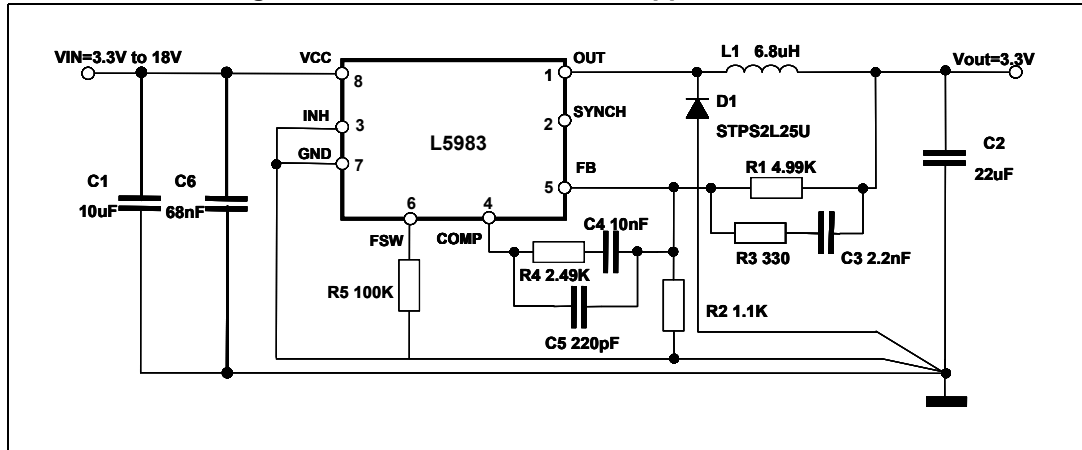 VIN=3.3V to 18V
VCC
8
OUT
1
L1 6.8uH
Vout=3.3V
INH
3
SYNCH
2
D1
STPS2L25U
L5983
GND
7
FB
5
C2
22uF
R1 4.99K
C1
10uF
C6
68nF
6
FSW
4
COMP
C4 10nF
R3 330
C3 2.2nF
R4 2.49K
R5 100K
R2 1.1K
C5 220pF